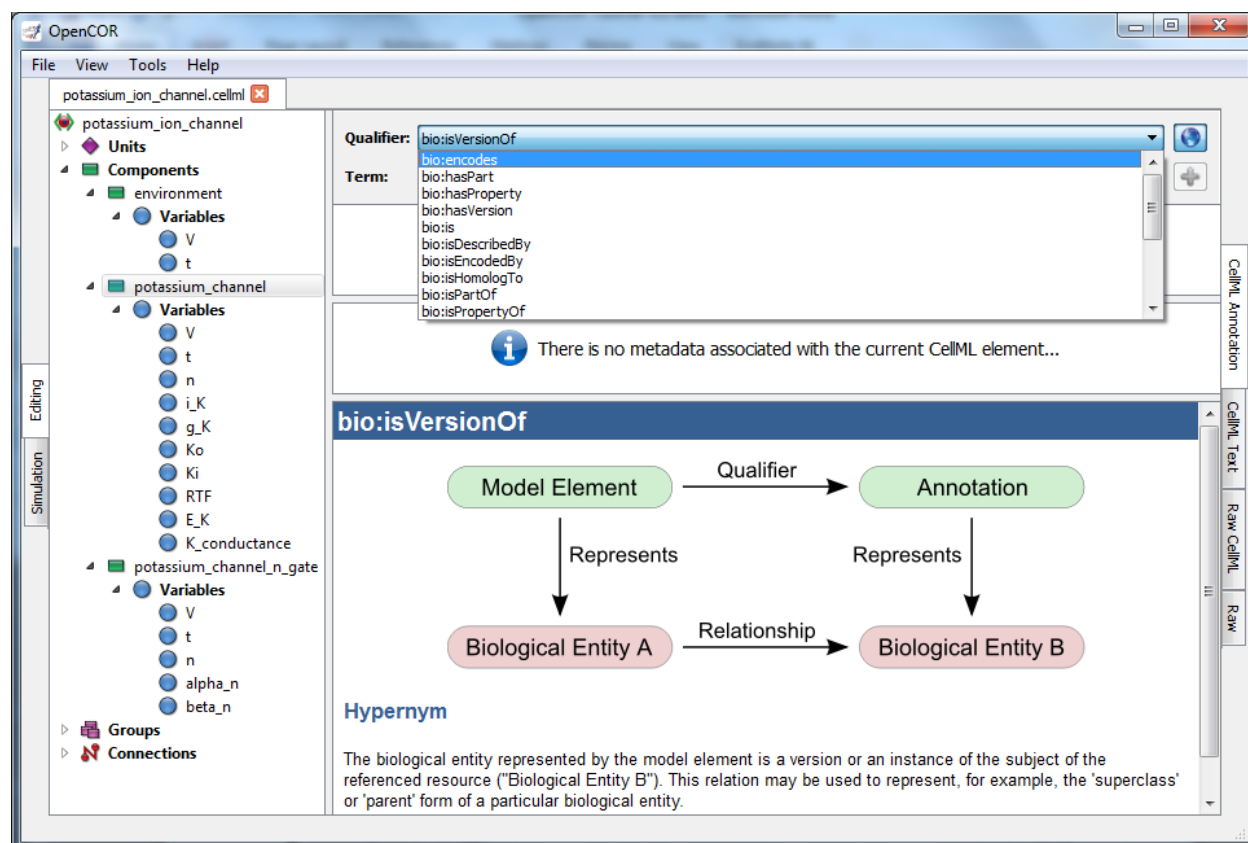 OpenCOR
File View Tools Help
potassium_ion_channel.cellml
potassium_ion_channel
Units
Components
environment
Variables
V
t
potassium_channel
Variables
V
t
n
i_K
g_K
Ko
Ki
RTF
E_K
K_conductance
potassium_channel_n_gate
Variables
V
t
n
alpha_n
beta_n
Groups
Connections
Editing
Simulation
Qualifier: bio:isVersionOf
Term:
bio:encodes
bio:hasPart
bio:hasProperty
bio:hasVersion
bio:is
bio:isDescribedBy
bio:isEncodedBy
bio:isHomologTo
bio:isPartOf
bio:isPropertyOf
There is no metadata associated with the current CellML element...
bio:isVersionOf
Model Element
Qualifier
Annotation
Represents
Represents
Biological Entity A
Relationship
Biological Entity B
Hypernym
The biological entity represented by the model element is a version or an instance of the subject of the
referenced resource ("Biological Entity B"). This relation may be used to represent, for example, the 'superclass'
or 'parent' form of a particular biological entity.
CellML Annotation
CellML Text
Raw CellML
Raw